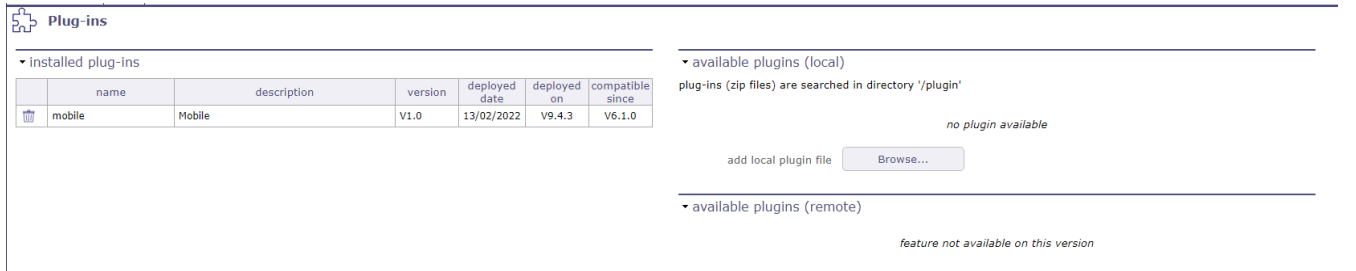 Plug-ins
installed plug-ins
name description version deployed date deployed on compatible since
mobile Mobile V1.0 13/02/2022 V9.4.3 V6.1.0
available plugins (local)
plug-ins (zip files) are searched in directory '/plugin'
no plugin available
add local plugin file Browse...
available plugins (remote)
feature not available on this version